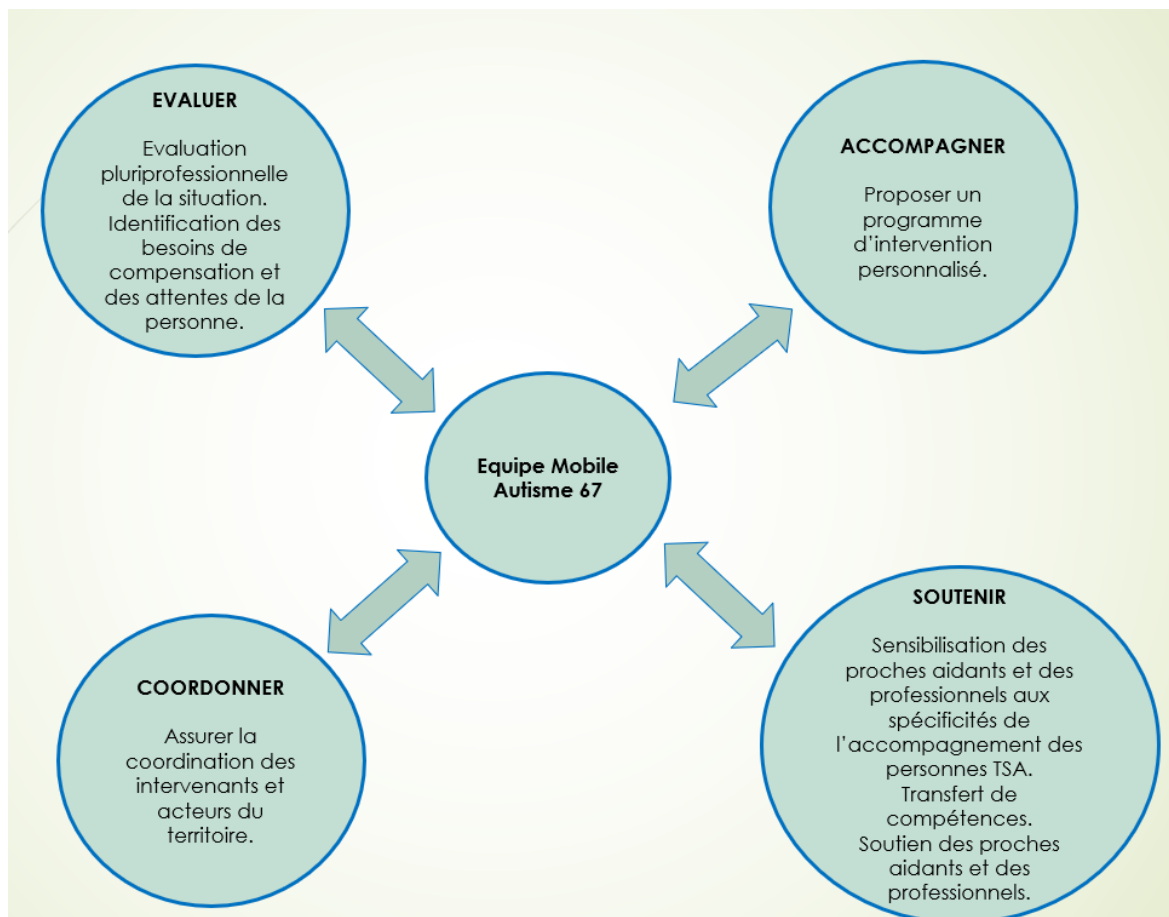 EVALUER
Evaluation
pluriprofessionnelle
de la situation.
Identification des
besoins de
compensation et
des attentes de la
personne.
ACCOMPAGNER
Proposer un
programme
d'intervention
personnalisé.
Equipe Mobile
Autisme 67
COORDONNER
Assurer la
coordination des
intervenants et
acteurs du
territoire.
SOUTENIR
Sensibilisation des
proches aidants et des
professionnels aux
spécificités de
l'accompagnement des
personnes TSA.
Transfert de
compétences.
Soutien des proches
aidants et des
professionnels.